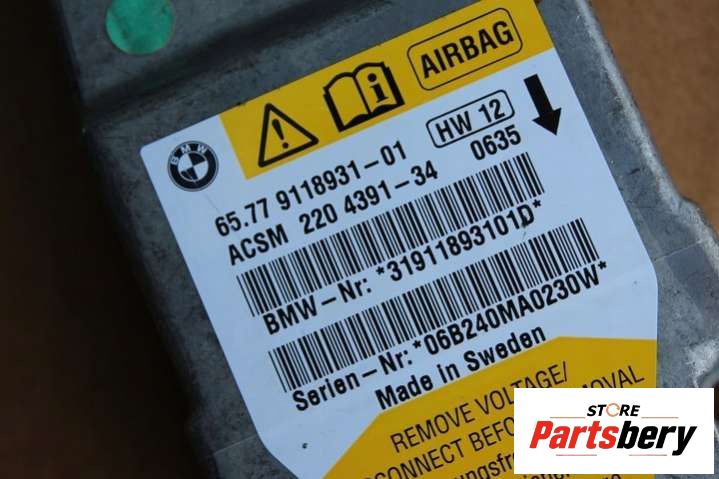 AIRBAG
BMW
HW 12
65.77 9118931-01
0635
ACSM 220 4391-34
BMW-Nr: *31911893101D*
Serien-Nr: *06B240MA0230W*
Made in Sweden
REMOVE VOLTAGE/
STORE
Partsbery